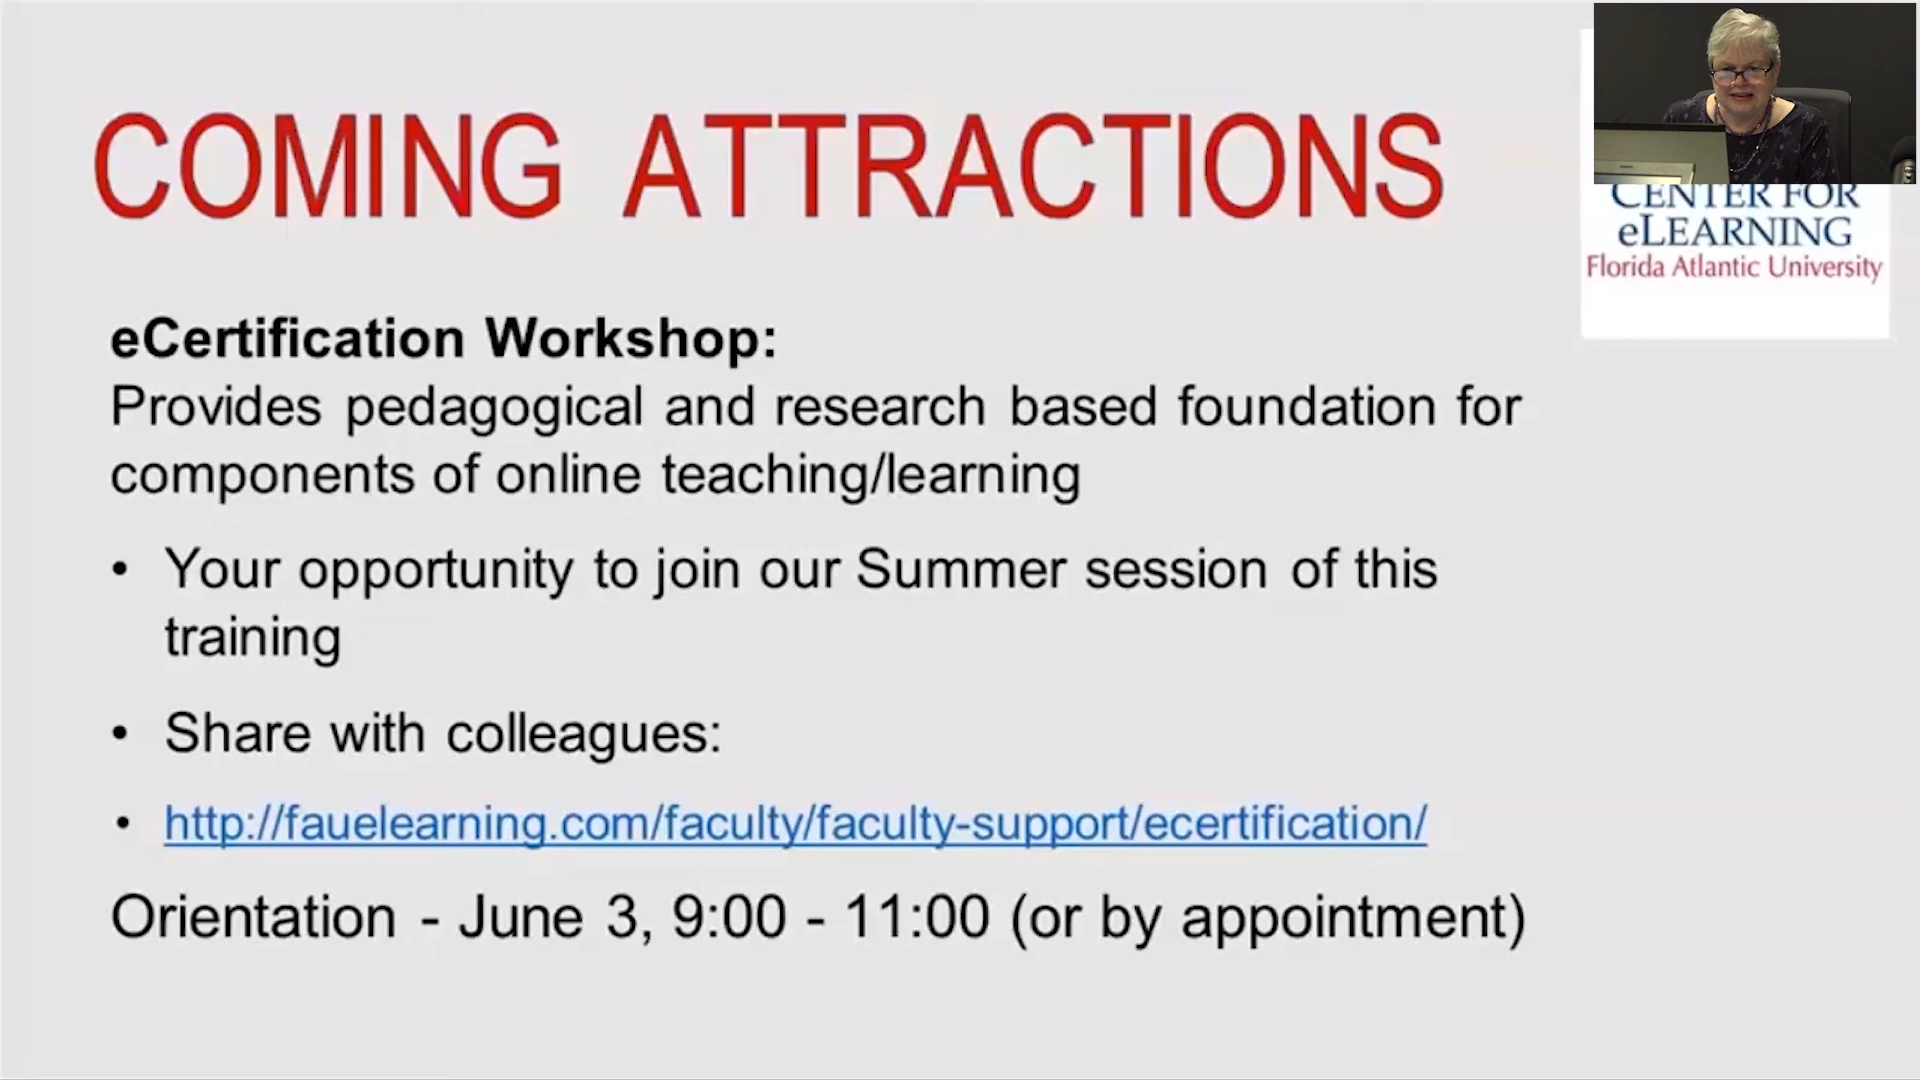 COMING ATTRACTIONS
CENTER FOR
eLEARNING
Florida Atlantic University
eCertification Workshop:
Provides pedagogical and research based foundation for
components of online teaching/learning
• Your opportunity to join our Summer session of this
training
• Share with colleagues:
• http://fauelearning.com/faculty/faculty-support/ecertification/
Orientation - June 3, 9:00 - 11:00 (or by appointment)